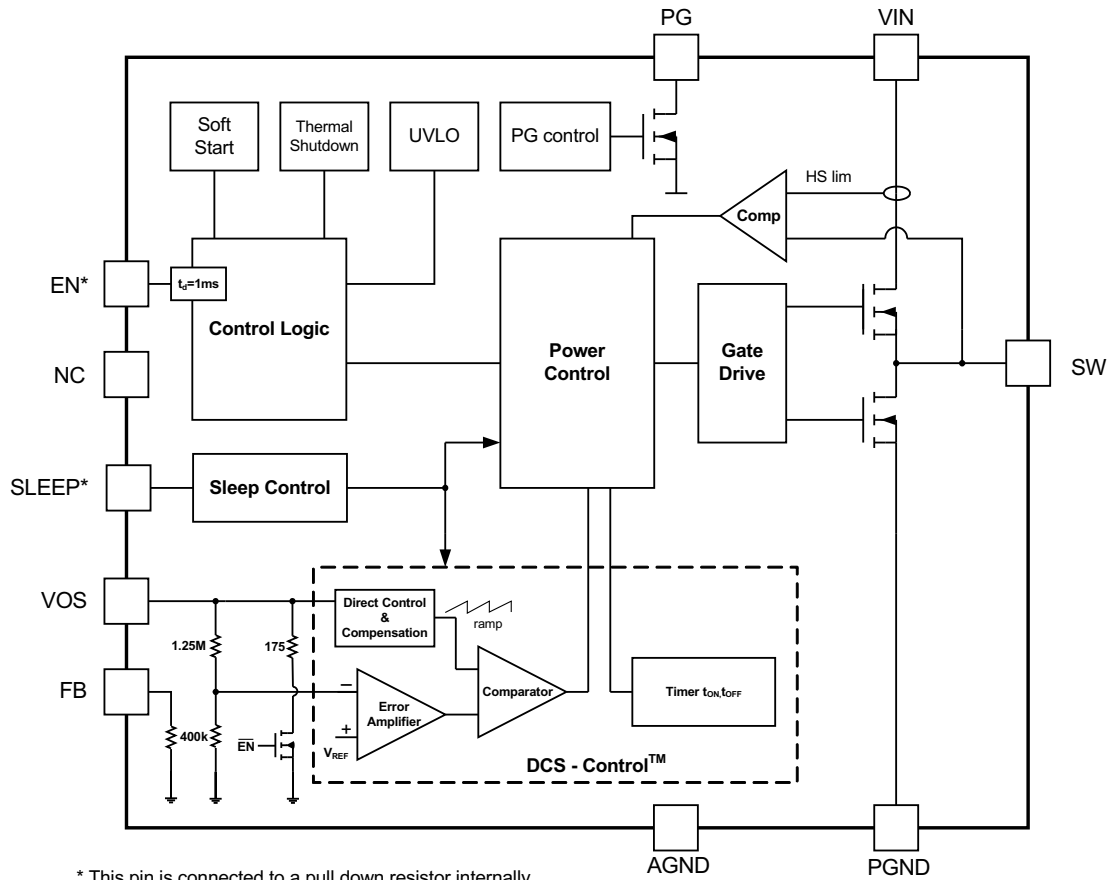 PG
VIN
Soft
Start
Thermal
Shutdown
UVLO
PG control
HS lim
Comp
EN*
td=1ms
Control Logic
Power
Control
Gate
Drive
NC
SW
SLEEP*
Sleep Control
VOS
Direct Control
&
Compensation
ramp
1.25M
175
FB
Error
Amplifier
Comparator
Timer tON,tOFF
400k
EN
VREF
DCS - Control™
AGND
PGND
* This pin is connected to a pull down resistor internally